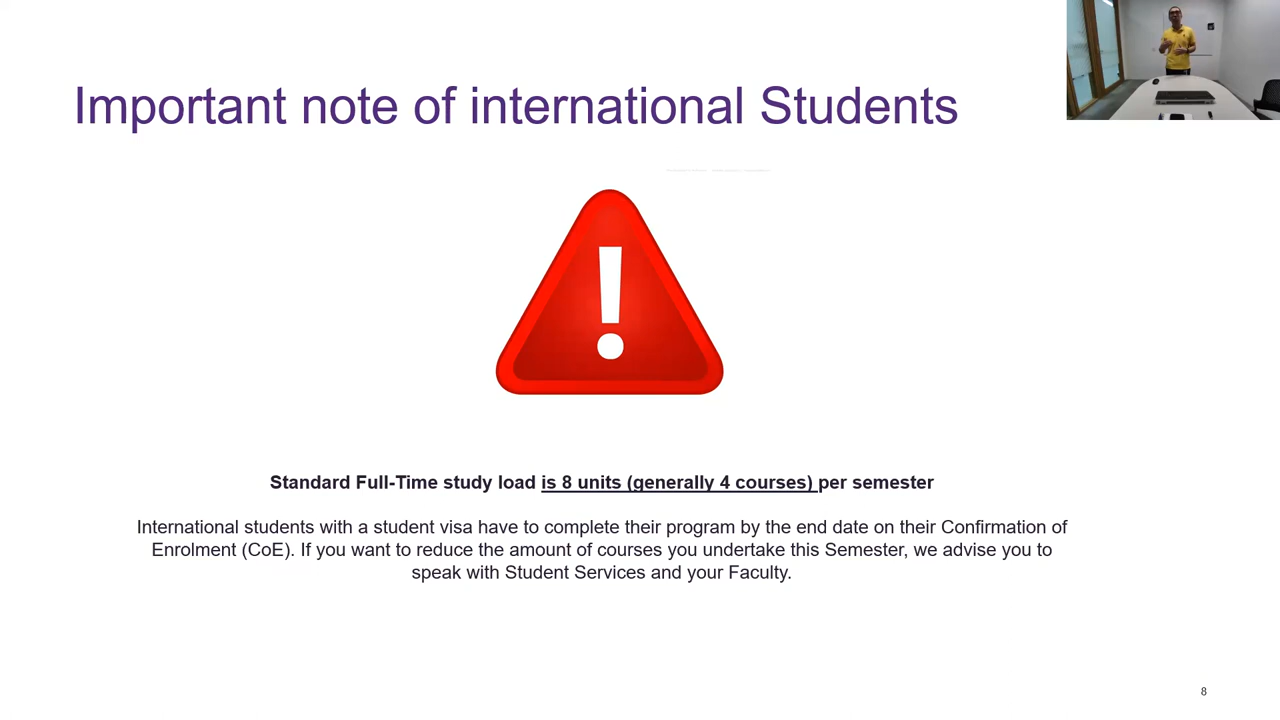 Important note of international Students
!
Standard Full-Time study load is 8 units (generally 4 courses) per semester
International students with a student visa have to complete their program by the end date on their Confirmation of
Enrolment (CoE). If you want to reduce the amount of courses you undertake this Semester, we advise you to
speak with Student Services and your Faculty.
8